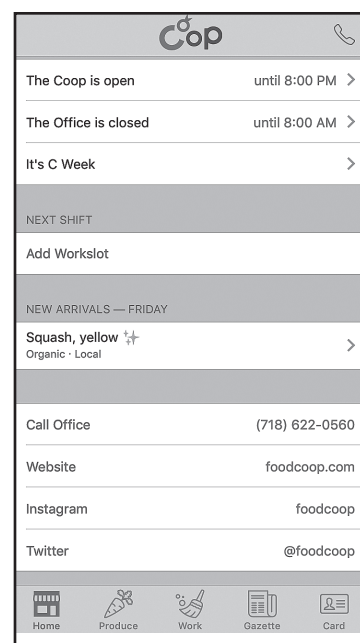 Coop
The Coop is open until 8:00 PM
The Office is closed until 8:00 AM
It's C Week
NEXT SHIFT
Add Workslot
NEW ARRIVALS — FRIDAY
Squash, yellow
Organic · Local
Call Office (718) 622-0560
Website foodcoop.com
Instagram foodcoop
Twitter @foodcoop
Home Produce Work Gazette Card